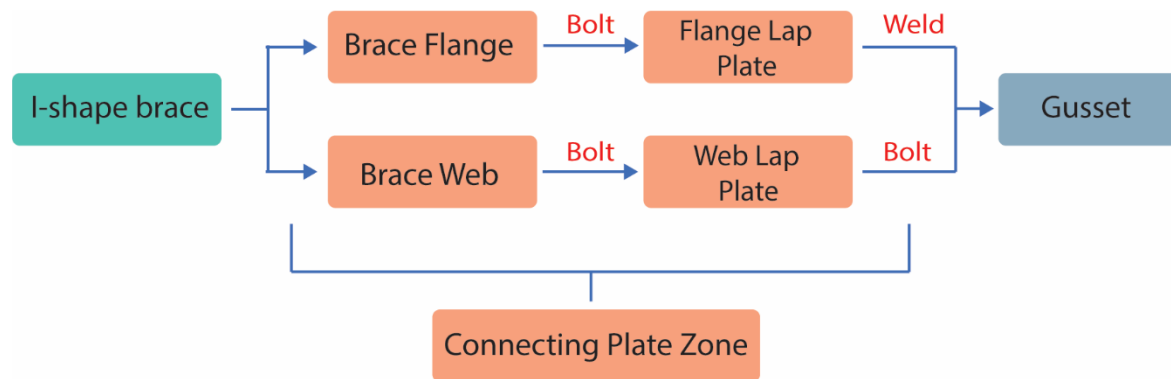 Brace Flange
Bolt
Flange Lap
Plate
Weld
I-shape brace
Gusset
Brace Web
Bolt
Web Lap
Plate
Bolt
Connecting Plate Zone